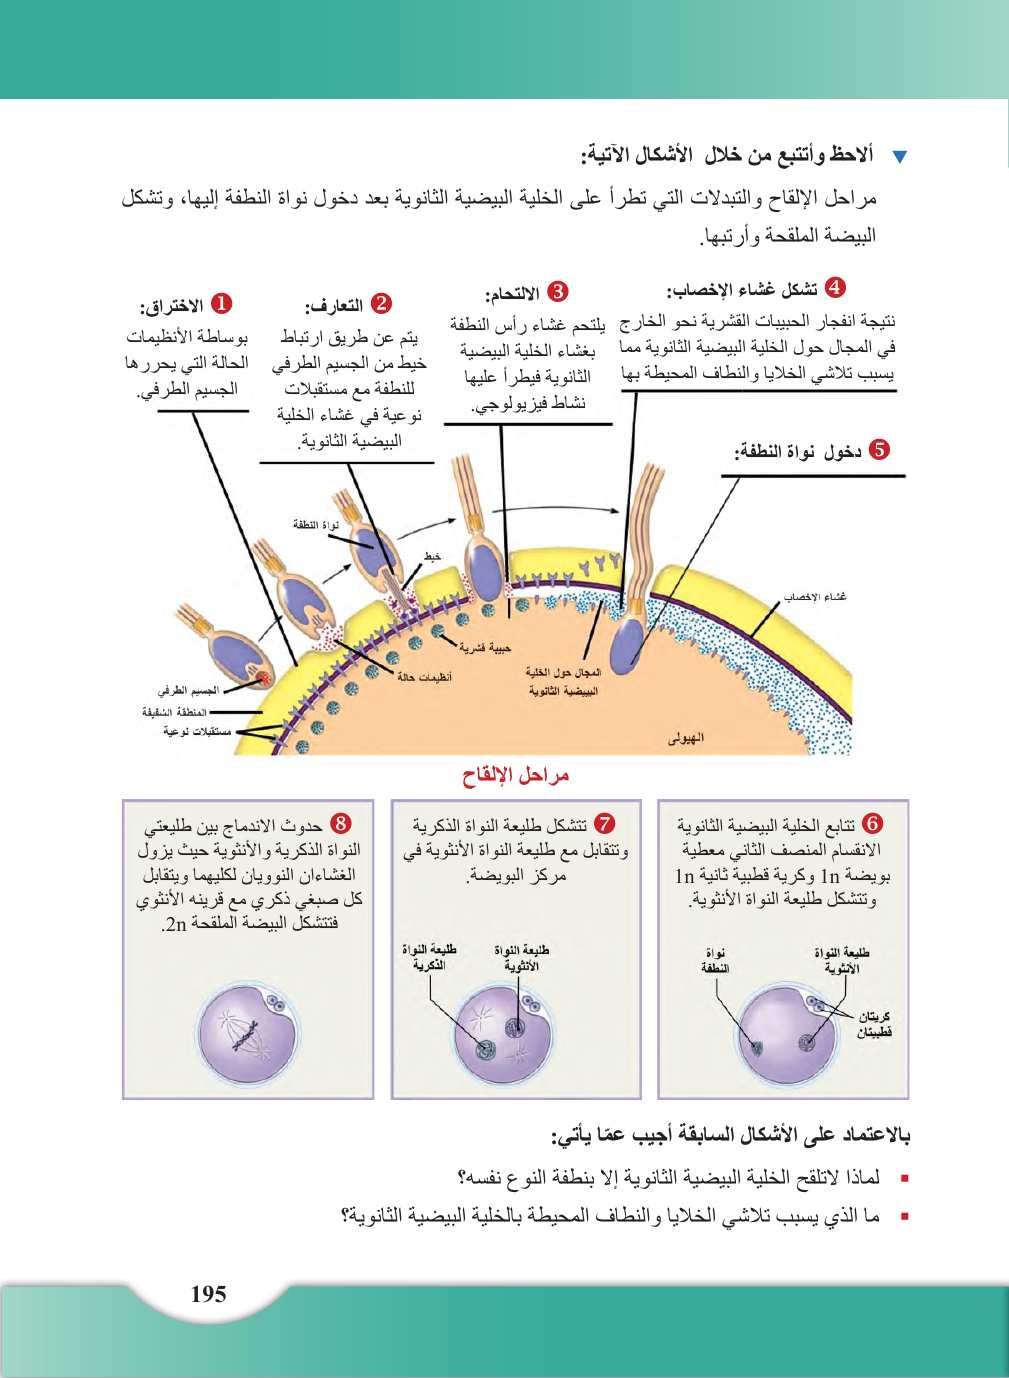 ألاحظ وأتتبع من خلال الأشكال الآتية:
مراحل الإلقاح والتبدلات التي تطرأ على الخلية البيضية الثانوية بعد دخول نواة النطفة إليها، وتشكل
البيضة الملقحة وأرتبها.
1 الاختراق:
بوساطة الأنظيمات
الحالة التي يحررها
الجسيم الطرفي.
2 التعارف:
يتم عن طريق ارتباط
خيط من الجسيم الطرفي
للنطفة مع مستقبلات
نوعية في غشاء الخلية
البيضية الثانوية.
3 الالتحام:
يلتحم غشاء رأس النطفة
بغشاء الخلية البيضية
الثانوية فيطرأ عليها
نشاط فيزيولوجي.
4 تشكل غشاء الإخصاب:
نتيجة انفجار الحبيبات القشرية نحو الخارج
في المجال حول الخلية البيضية الثانوية مما
يسبب تلاشي الخلايا والنطاف المحيطة بها
5 دخول نواة النطفة:
نواة النطفة
خيط
غشاء الإخصاب
حبيبة قشرية
أنظيمات حالة
المجال حول الخلية
البييضية الثانوية
الجسيم الطرفي
المنطقة الشفيفة
مستقبلات نوعية
الهيولى
مراحل الإلقاح
6 تتابع الخلية البيضية الثانوية
الانقسام المنصف الثاني معطية
بويضة 1n وكرية قطبية ثانية 1n
وتتشكل طليعة النواة الأنثوية.
طليعة النواة
الأنثوية
نواة
النطفة
كريتان
قطبيتان
7 تتشكل طليعة النواة الذكرية
وتتقابل مع طليعة النواة الأنثوية في
مركز البويضة.
طليعة النواة
الأنثوية
طليعة النواة
الذكرية
8 حدوث الاندماج بين طليعتي
النواة الذكرية والأنثوية حيث يزول
الغشاءان النوويان لكليهما ويتقابل
كل صبغي ذكري مع قرينه الأنثوي
فتتشكل البيضة الملقحة 2n.
بالاعتماد على الأشكال السابقة أجيب عمّا يأتي:
لماذا لاتلقح الخلية البيضية الثانوية إلا بنطفة النوع نفسه؟
ما الذي يسبب تلاشي الخلايا والنطاف المحيطة بالخلية البيضية الثانوية؟
195